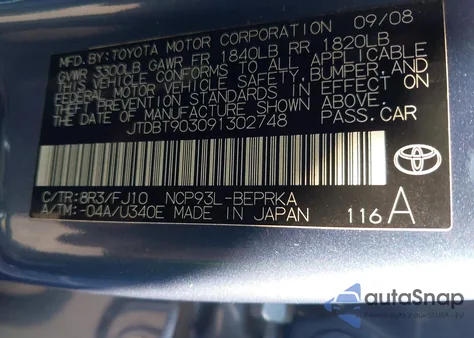 MFD. BY: TOYOTA MOTOR CORPORATION 09/08
GVWR 3300LB GAWR FR 1840LB RR 1820LB
THIS VEHICLE CONFORMS TO ALL APPLICABLE
FEDERAL MOTOR VEHICLE SAFETY, BUMPER, AND
THEFT PREVENTION STANDARDS IN EFFECT ON
THE DATE OF MANUFACTURE SHOWN ABOVE.
JTDBT903091302748 PASS. CAR
C/TR: 8R3/FJ10 NCP93L-BEPRKA
A/TM: -04A/U340E MADE IN JAPAN
TOYOTA
116A
autoSnap